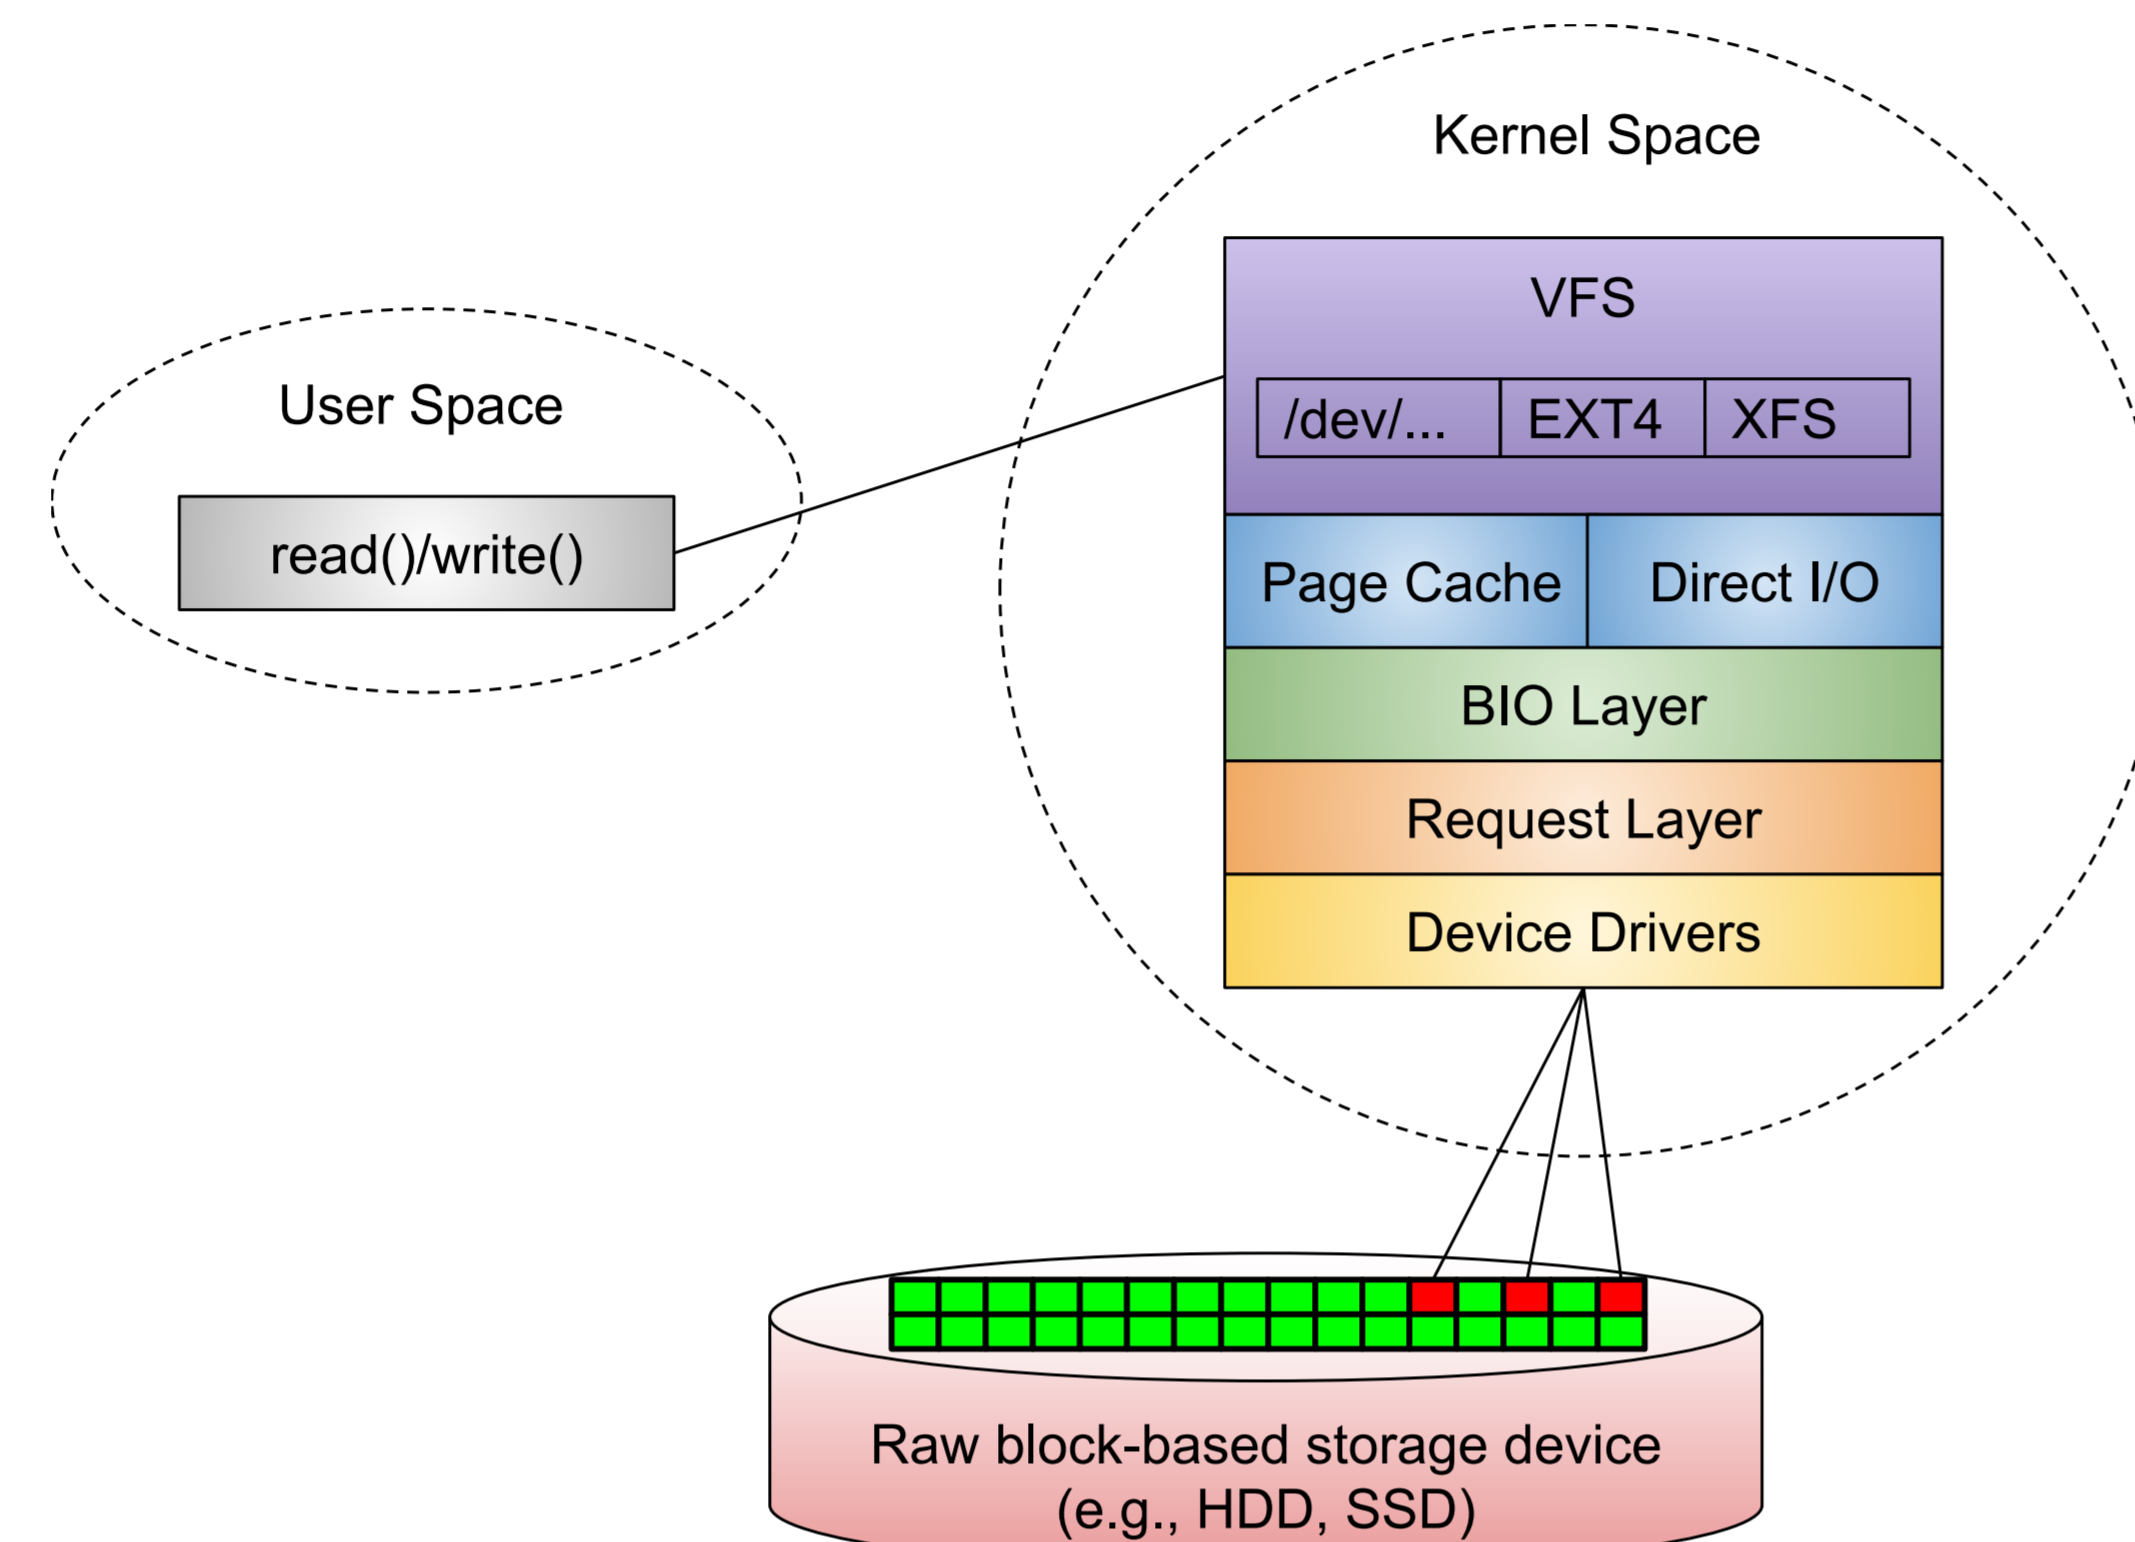 Kernel Space
VFS
/dev/... EXT4 XFS
User Space
read()/write()
Page Cache Direct I/O
BIO Layer
Request Layer
Device Drivers
Raw block-based storage device
(e.g., HDD, SSD)